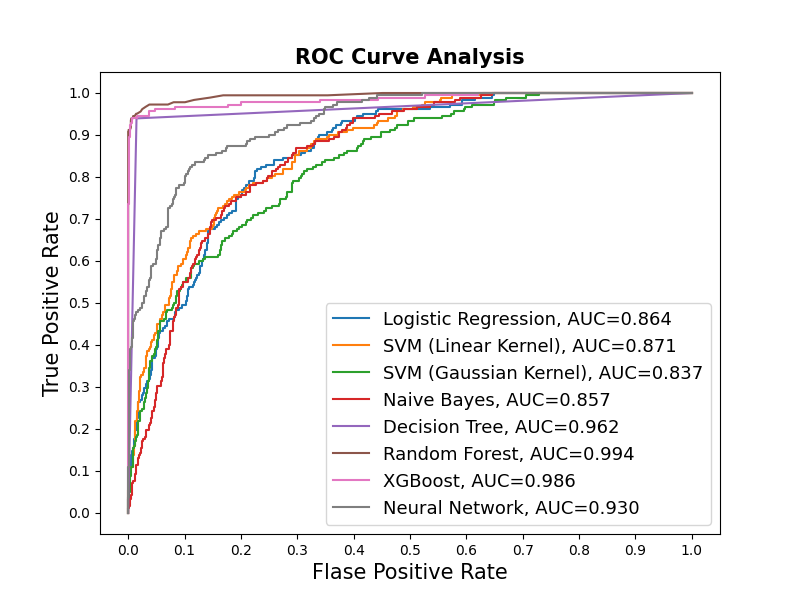 ROC Curve Analysis
1.0
0.9
0.8
0.7
0.6
0.5
0.4
0.3
0.2
0.1
0.0
True Positive Rate
Logistic Regression, AUC=0.864
SVM (Linear Kernel), AUC=0.871
SVM (Gaussian Kernel), AUC=0.837
Naive Bayes, AUC=0.857
Decision Tree, AUC=0.962
Random Forest, AUC=0.994
XGBoost, AUC=0.986
Neural Network, AUC=0.930
0.0 0.1 0.2 0.3 0.4 0.5 0.6 0.7 0.8 0.9 1.0
Flase Positive Rate